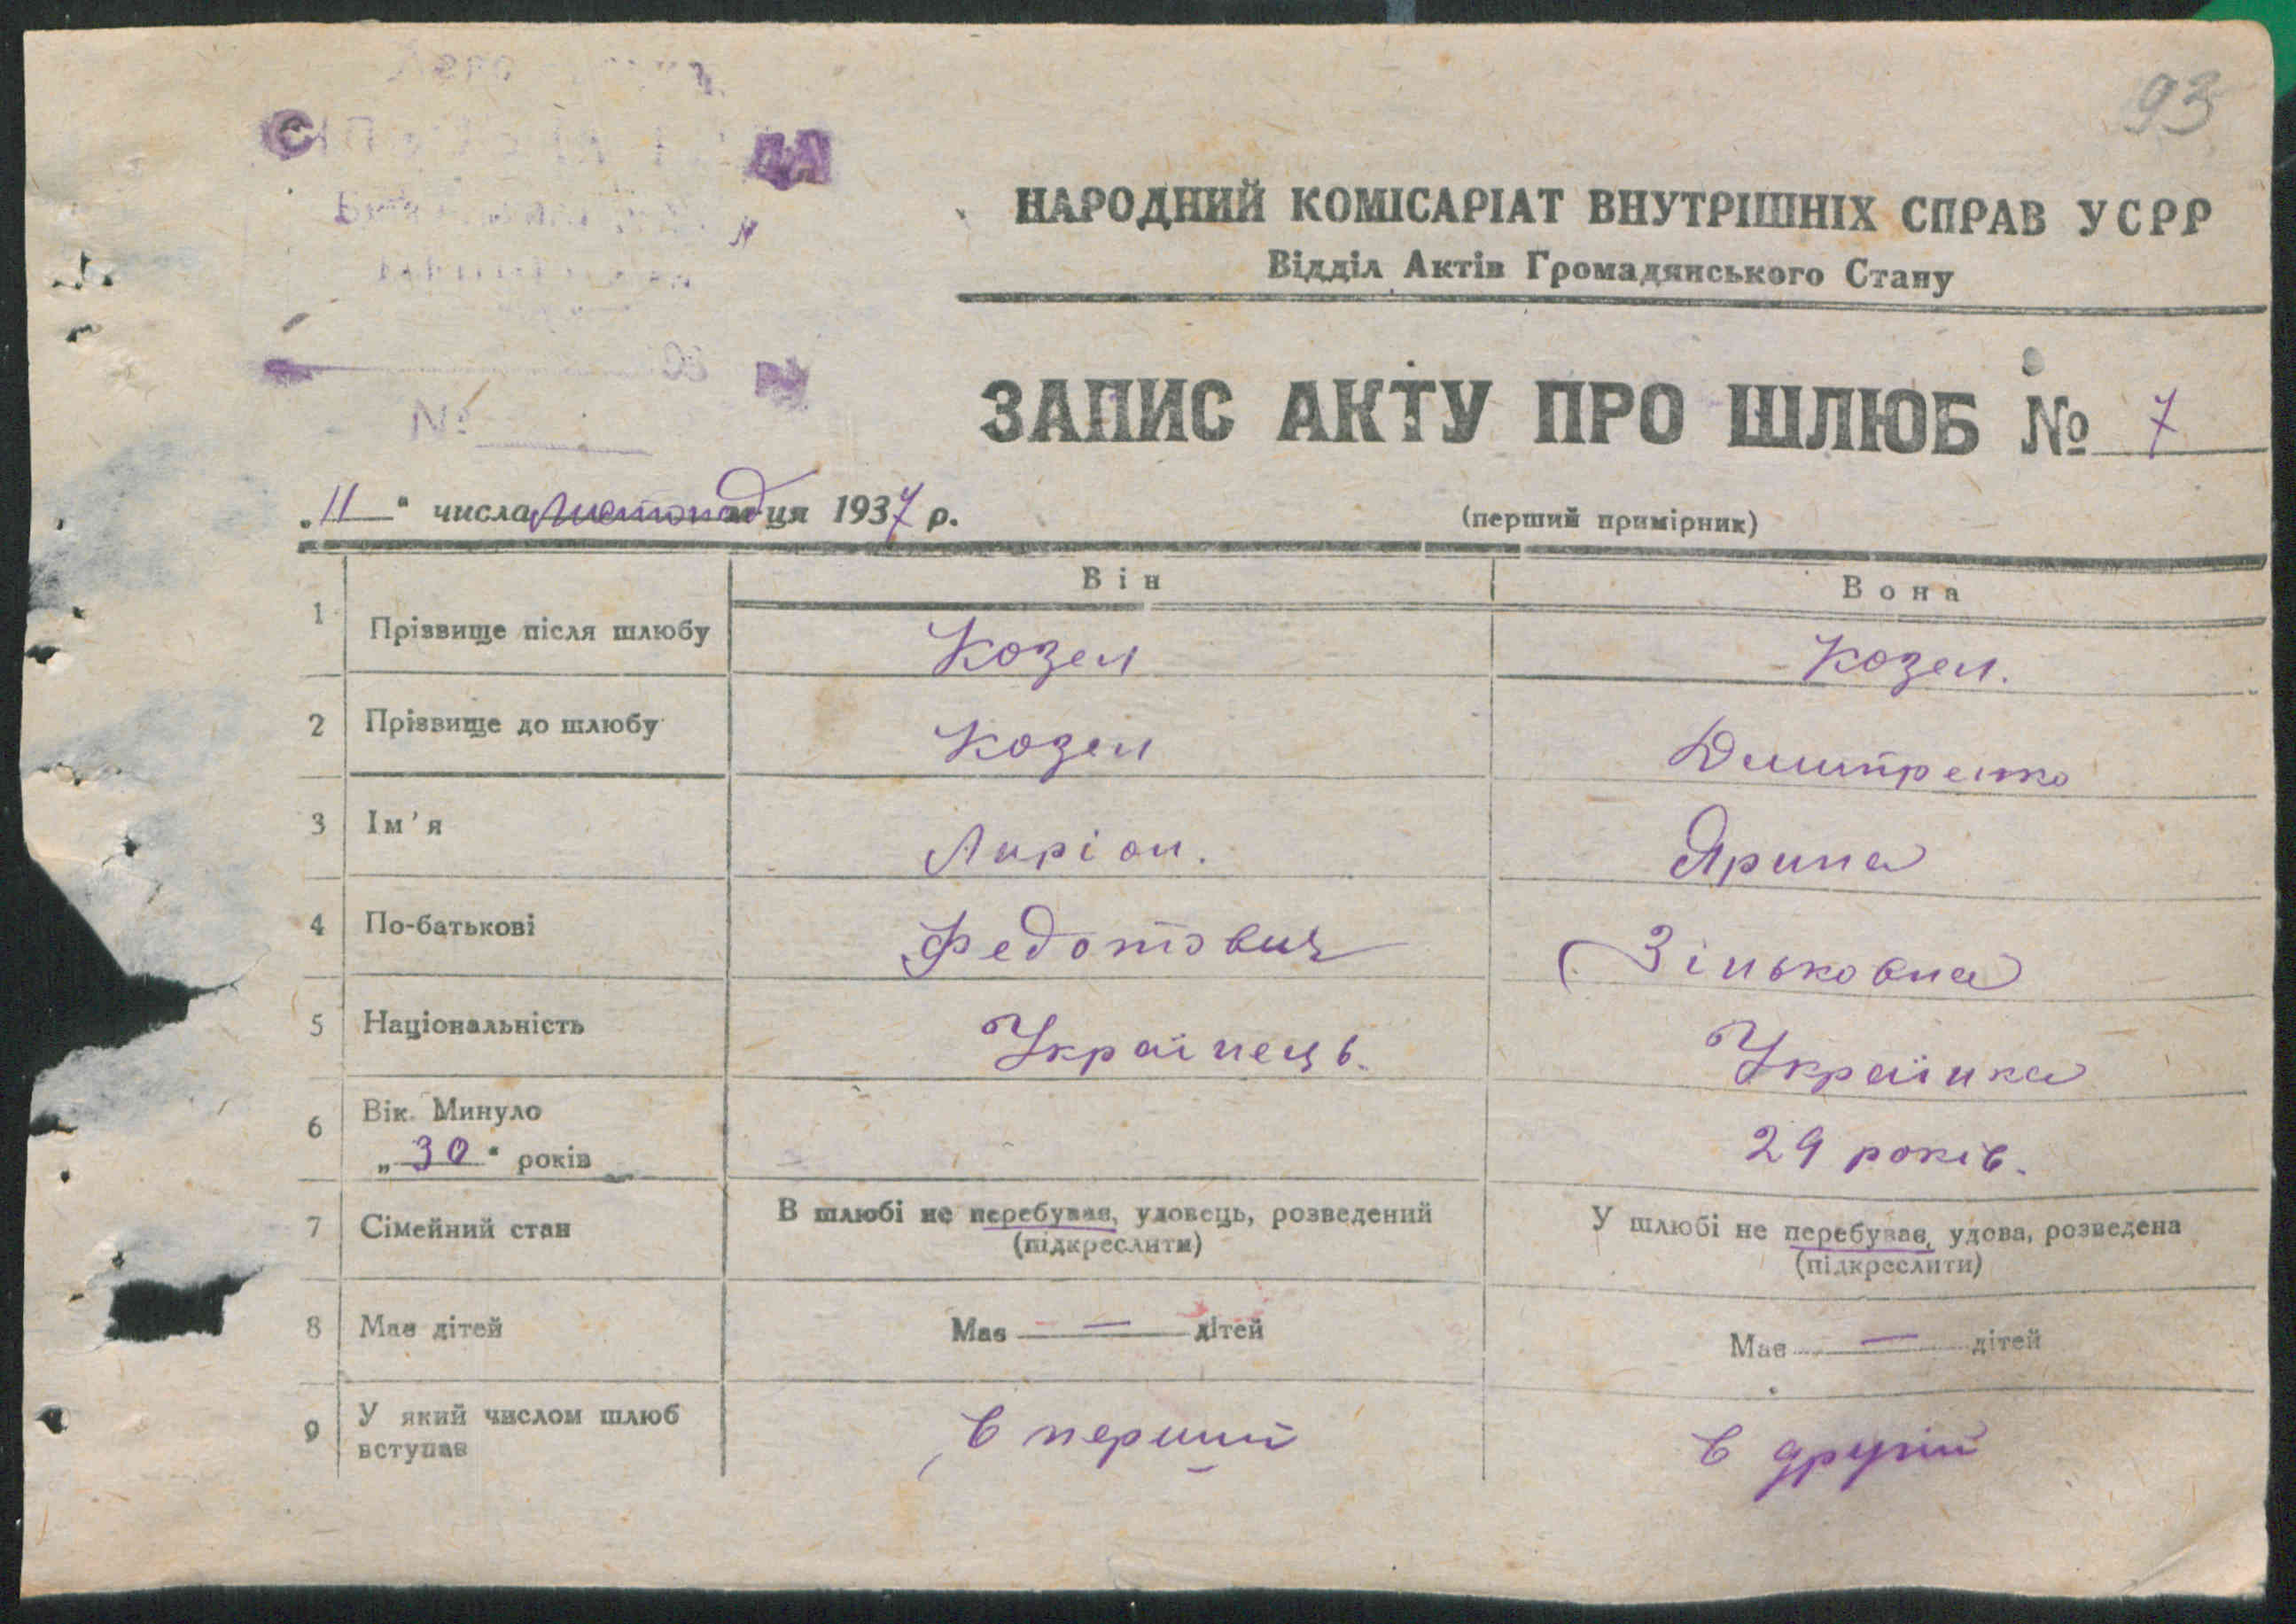 93
НАРОДНИЙ КОМІСАРІАТ ВНУТРІШНІХ СПРАВ УСРР
Відділ Актів Громадянського Стану
ЗАПИС АКТУ ПРО ШЛЮБ № 7
„11“ числа листопад ця 1937 р.
(перший примірник)
Він Вона
1 Прізвище після шлюбу Козел Козел.
2 Прізвище до шлюбу Козел Дмитренко
3 Ім'я Ларіон. Ярина
4 По-батькові Федотович Зіньковна
5 Національність Українець. Українка
6 Вік. Минуло
„30“ років 29 років.
7 Сімейний стан В шлюбі не перебував, удовець, розведений У шлюбі не перебував, удова, розведена
(підкреслити) (підкреслити)
8 Має дітей Має — дітей Має — дітей
9 У який числом шлюб
вступав в перший в другий
№